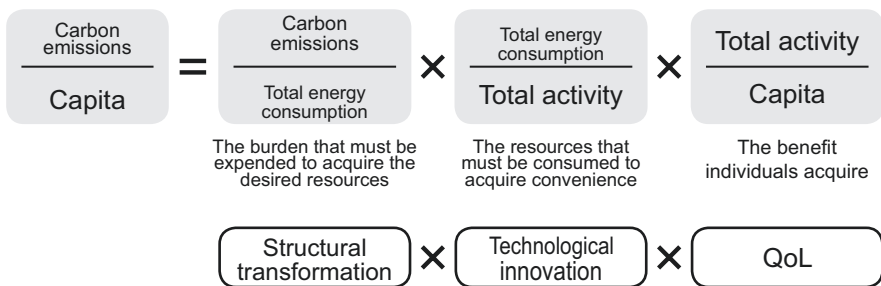 Carbon
emissions
Capita
=
Carbon
emissions
Total energy
consumption
×
Total energy
consumption
Total activity
×
Total activity
Capita
The burden that must be
expended to acquire the
desired resources
The resources that
must be consumed to
acquire convenience
The benefit
individuals acquire
Structural
transformation
×
Technological
innovation
×
QoL